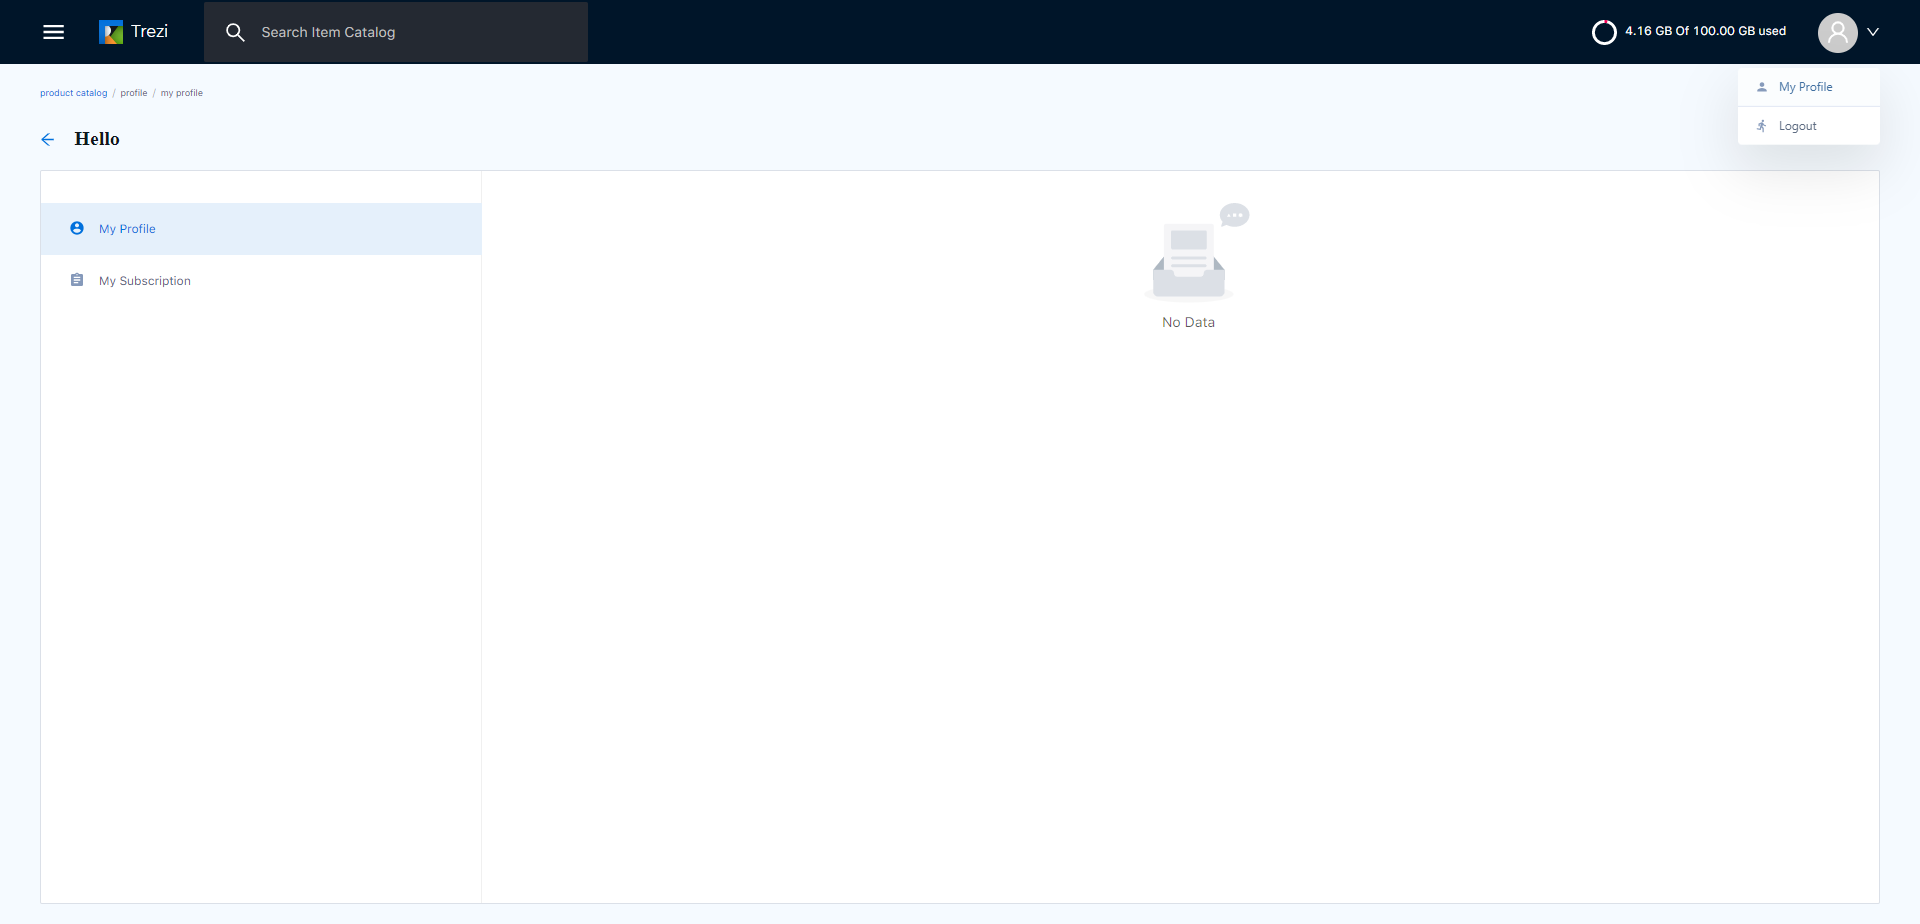 Trezi
Search Item Catalog
4.16 GB Of 100.00 GB used
product catalog / profile / my profile
My Profile
Logout
Hello
My Profile
My Subscription
No Data